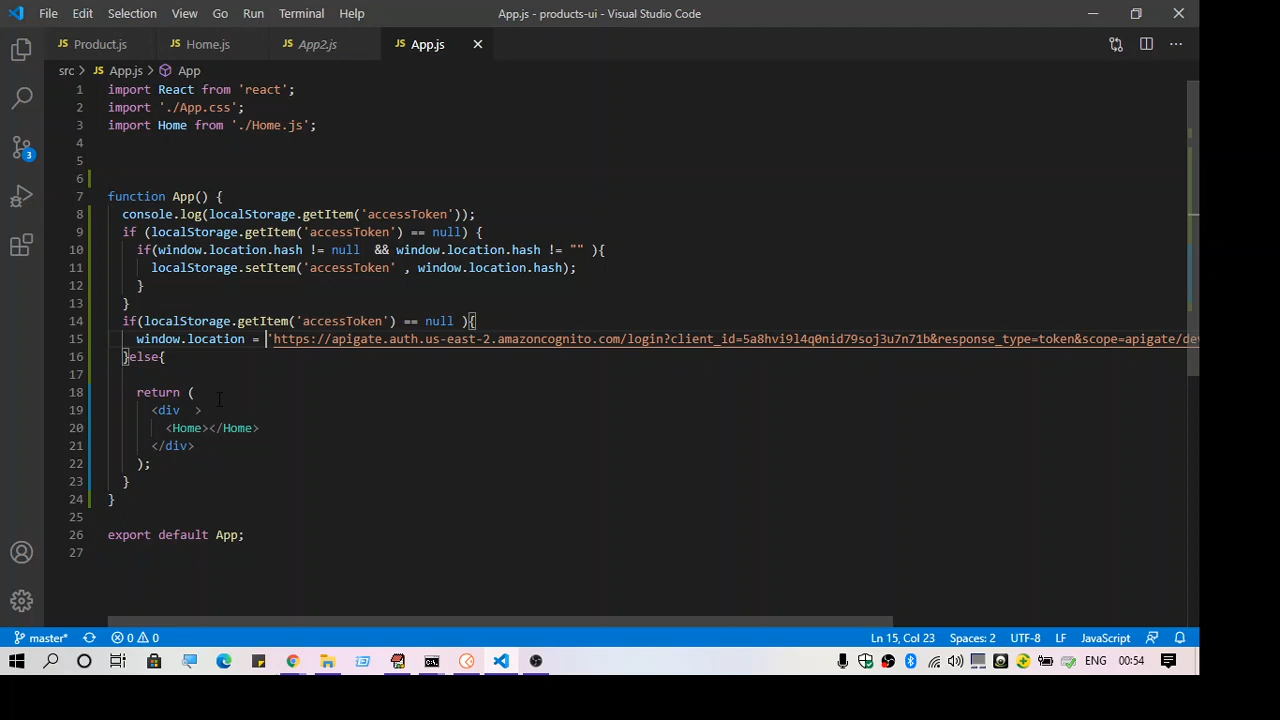 File Edit Selection View Go Run Terminal Help App.js - products-ui - Visual Studio Code
JS Product.js JS Home.js JS App2.js JS App.js
src > JS App.js > App
1 import React from 'react';
2 import './App.css';
3 import Home from './Home.js';
4
5
6
7 function App() {
8 console.log(localStorage.getItem('accessToken'));
9 if (localStorage.getItem('accessToken') == null) {
10 if(window.location.hash != null && window.location.hash != "" ){
11 localStorage.setItem('accessToken' , window.location.hash);
12 }
13 }
14 if(localStorage.getItem('accessToken') == null ){
15 window.location = 'https://apigate.auth.us-east-2.amazoncognito.com/login?client_id=5a8hvi9l4q0nid79soj3u7n71b&response_type=token&scope=apigate/de
16 }else{
17
18 return (
19 <div >
20 <Home></Home>
21 </div>
22 );
23 }
24 }
25
26 export default App;
27
3
master* 0 0 Ln 15, Col 23 Spaces: 2 UTF-8 LF JavaScript
ENG 00:54